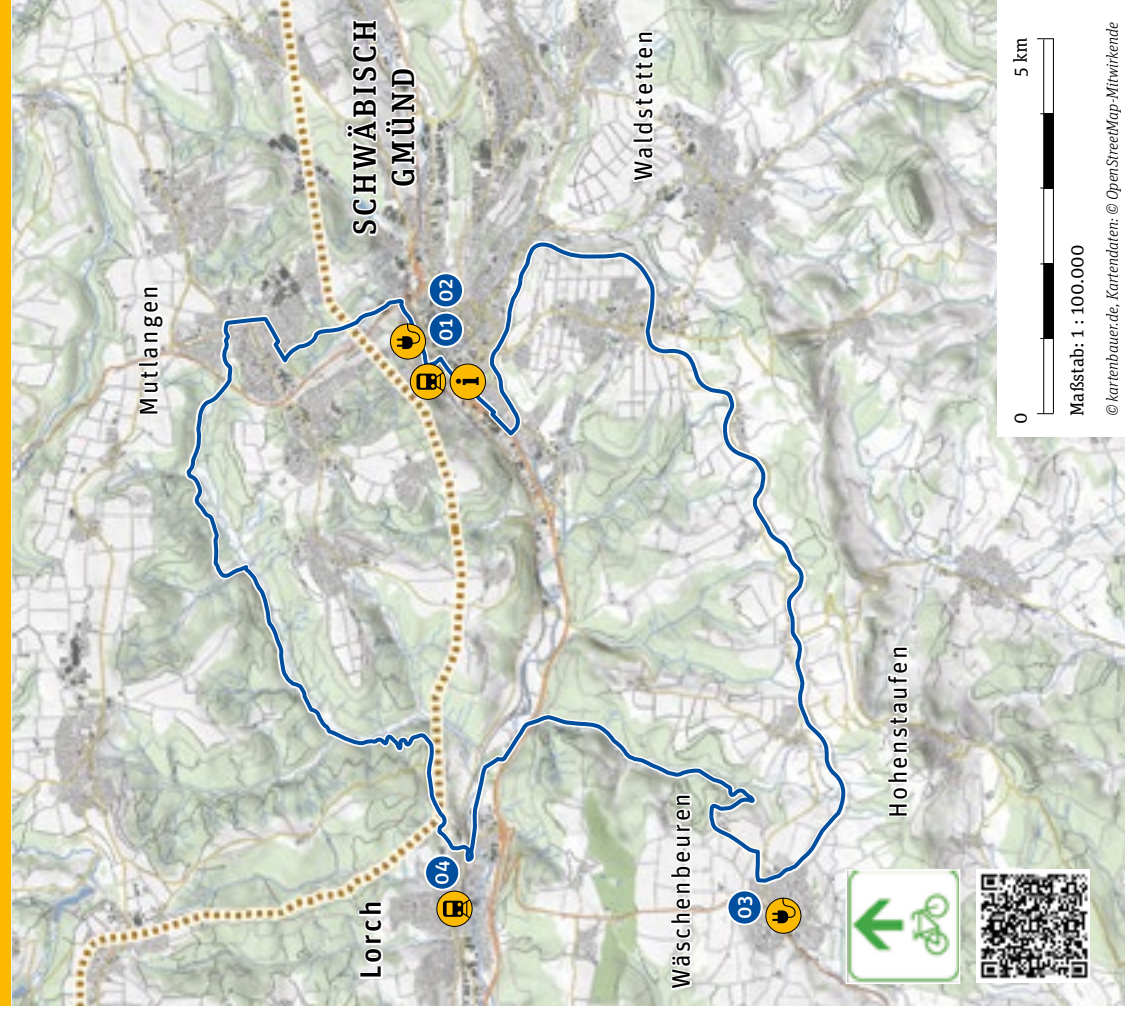 Mutlangen
SCHWÄBISCH
GMÜND
Waldstetten
01
02
i
Lorch
04
Wäschenbeuren
03
Hohenstaufen
0
5 km
Maßstab: 1 : 100.000
© kartenbauer.de, Kartendaten: © OpenStreetMap-Mitwirkende